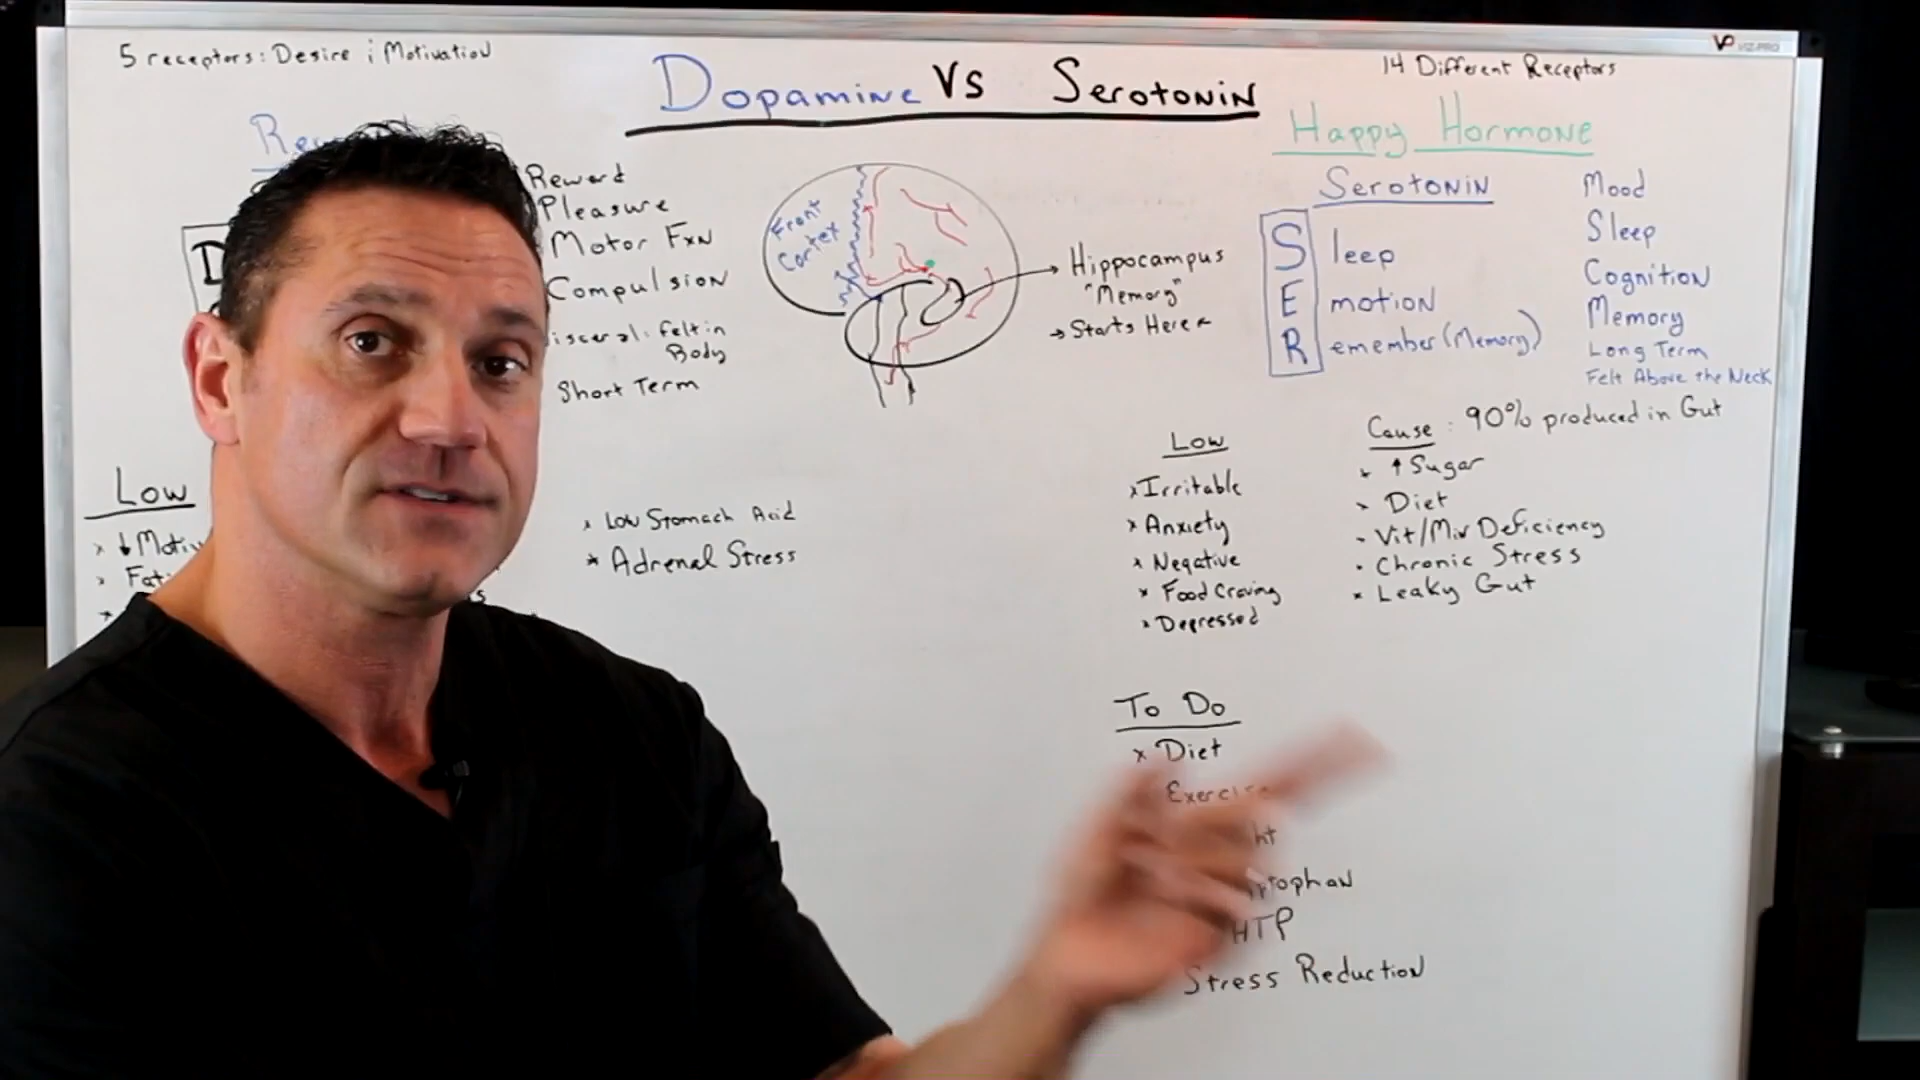 5 receptors: Desire ; Motivation
Dopamine VS Serotonin
14 Different Receptors
VIZ-PRO
Happy Hormone
Reward
Pleasure
Motor Fxn
Compulsion
Felt in
Body
Short Term
Front
Cortex
Hippocampus
"Memory"
→ Starts Here
Serotonin
S leep
E motion
R emember (Memory)
Mood
Sleep
Cognition
Memory
Long Term
Felt Above the Neck
Low
↓
x Low Stomach Acid
* Adrenal Stress
Low
x Irritable
x Anxiety
x Negative
x Food Craving
x Depressed
Cause : 90% produced in Gut
x ↑ Sugar
x Diet
- Vit/Min Deficiency
• Chronic Stress
x Leaky Gut
To Do
x Diet
HTP
Stress Reduction